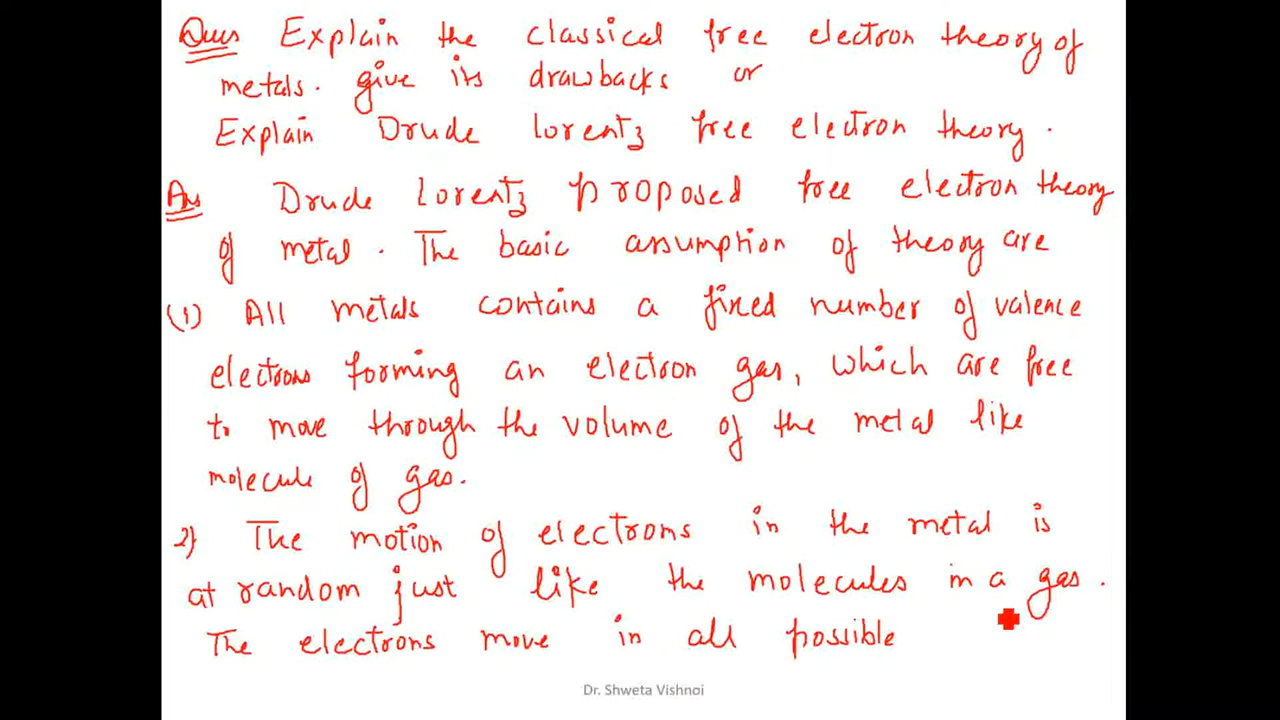 Ques Explain the classical free electron theory of
metals. give its drawbacks or
Explain Drude lorentz free electron theory.
Ans Drude lorentz proposed free electron theory
of metal. The basic assumption of theory are
(1) All metals contains a fixed number of valence
electrons forming an electron gas, which are free
to move through the volume of the metal like
molecule of gas.
2) The motion of electrons in the metal is
at random just like the molecules in a gas.
The electrons move in all possible
Dr. Shweta Vishnoi